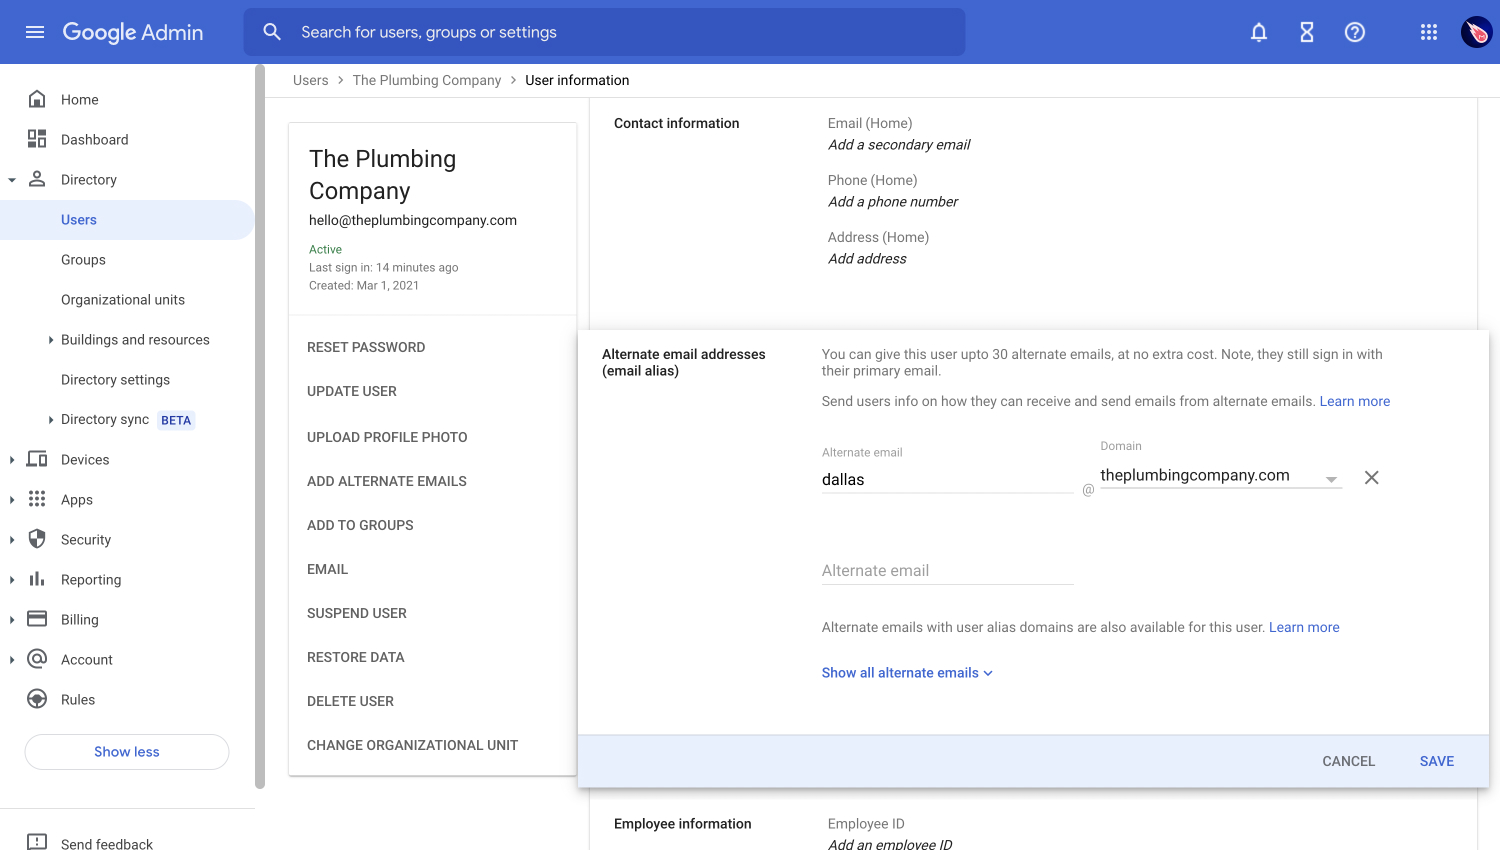 Google Admin
Search for users, groups or settings
Home
Dashboard
Directory
Users
Groups
Organizational units
Buildings and resources
Directory settings
Directory sync BETA
Devices
Apps
Security
Reporting
Billing
Account
Rules
Show less
Send feedback
Users > The Plumbing Company > User information
The Plumbing
Company
hello@theplumbingcompany.com
Active
Last sign in: 14 minutes ago
Created: Mar 1, 2021
RESET PASSWORD
UPDATE USER
UPLOAD PROFILE PHOTO
ADD ALTERNATE EMAILS
ADD TO GROUPS
EMAIL
SUSPEND USER
RESTORE DATA
DELETE USER
CHANGE ORGANIZATIONAL UNIT
Contact information
Email (Home)
Add a secondary email
Phone (Home)
Add a phone number
Address (Home)
Add address
Alternate email addresses
(email alias)
You can give this user upto 30 alternate emails, at no extra cost. Note, they still sign in with
their primary email.
Send users info on how they can receive and send emails from alternate emails. Learn more
Alternate email
dallas
@
Domain
theplumbingcompany.com
Alternate email
Alternate emails with user alias domains are also available for this user. Learn more
Show all alternate emails
CANCEL
SAVE
Employee information
Employee ID
Add an employee ID